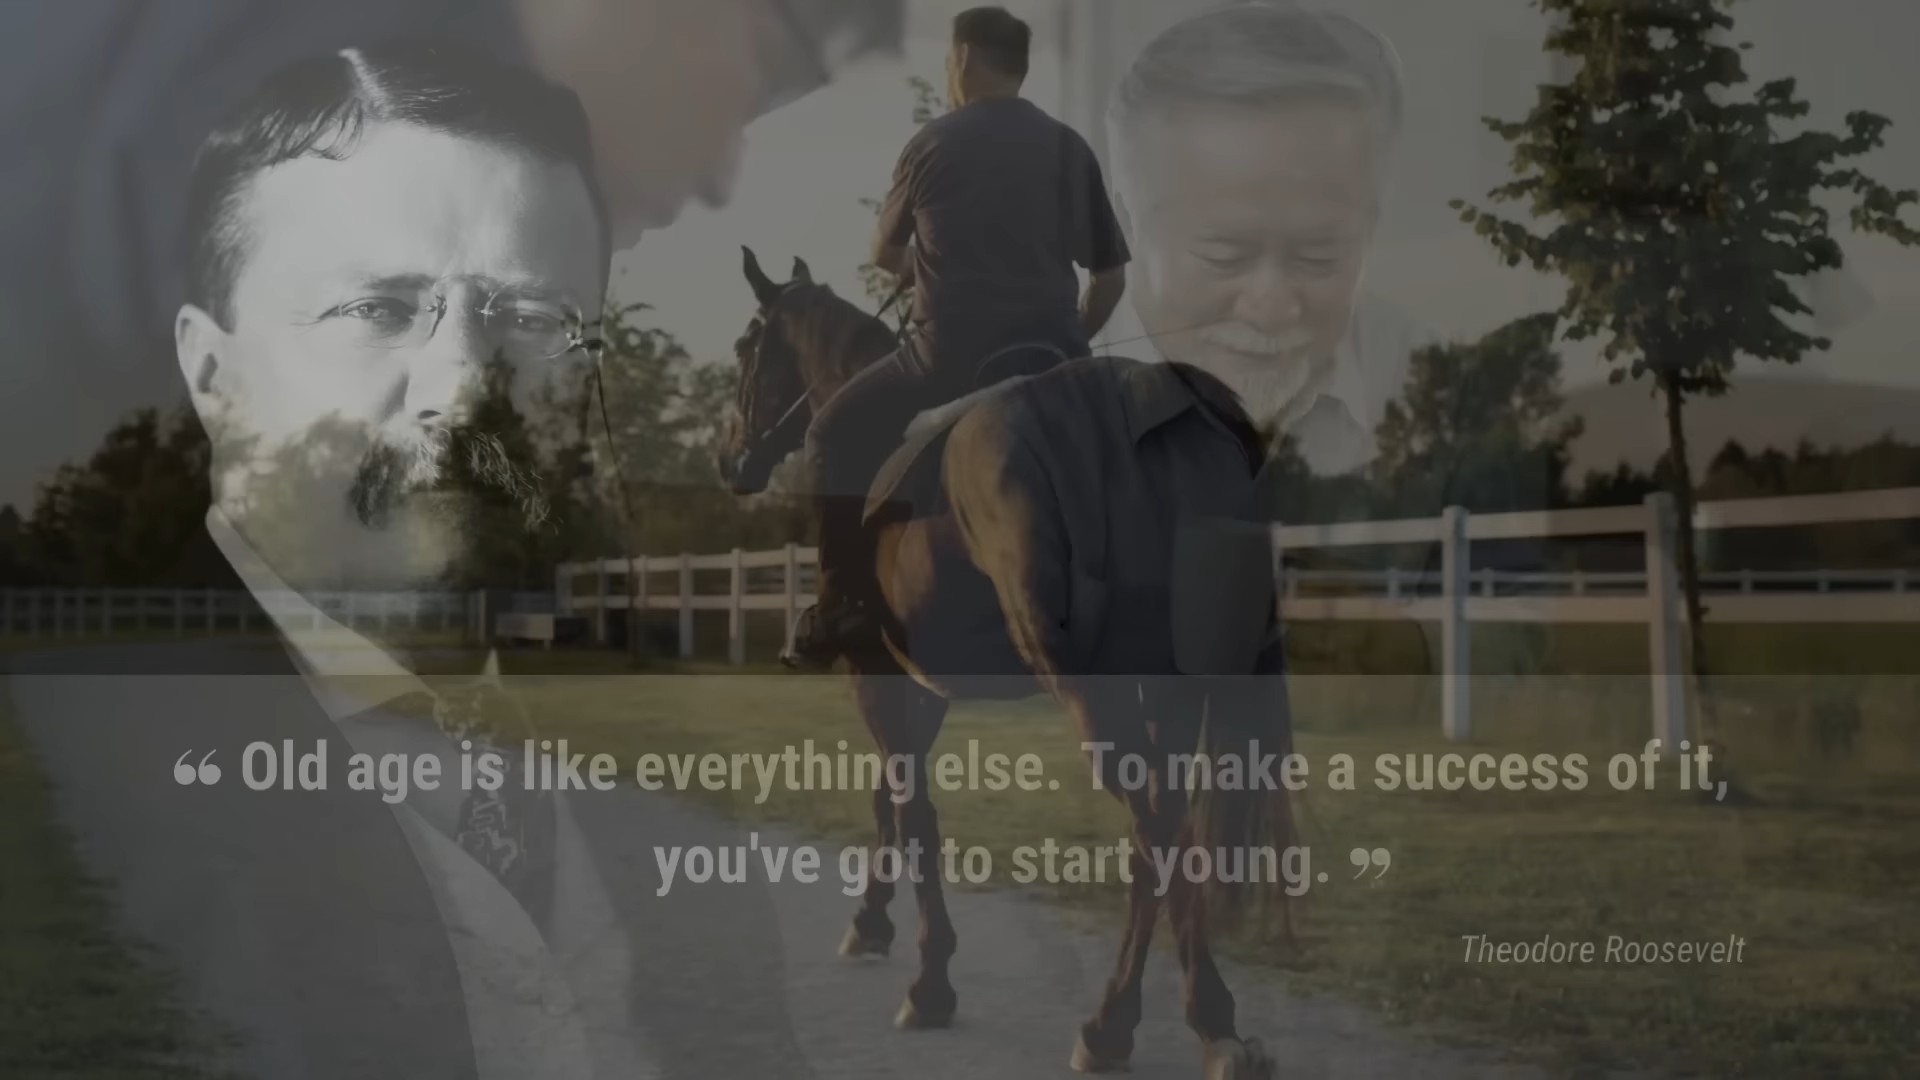 “ Old age is like everything else. To make a success of it,
you've got to start young. ”
Theodore Roosevelt